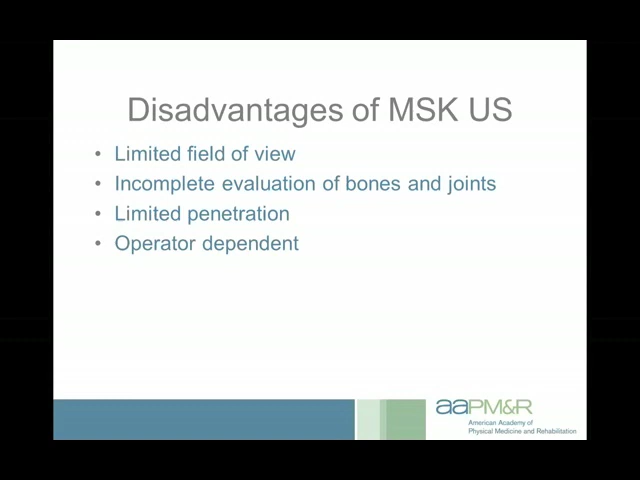 Disadvantages of MSK US
• Limited field of view
• Incomplete evaluation of bones and joints
• Limited penetration
• Operator dependent
aaPM&R
American Academy of
Physical Medicine and Rehabilitation